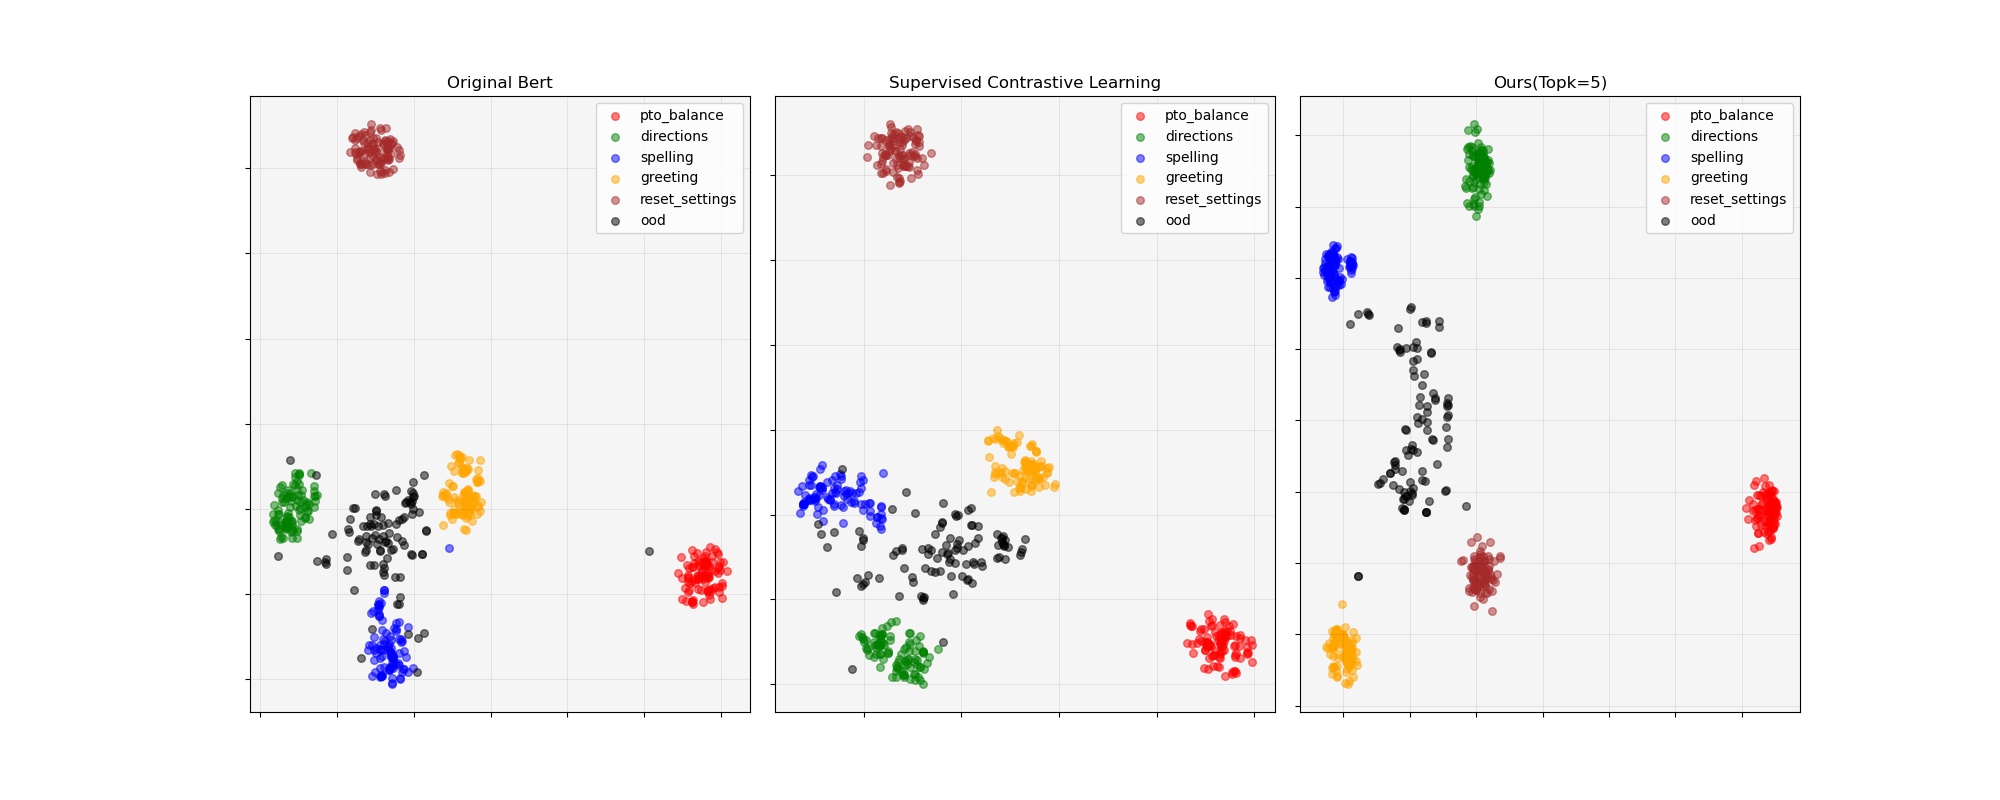 Original Bert
pto_balance
directions
spelling
greeting
reset_settings
ood
Supervised Contrastive Learning
pto_balance
directions
spelling
greeting
reset_settings
ood
Ours(Topk=5)
pto_balance
directions
spelling
greeting
reset_settings
ood